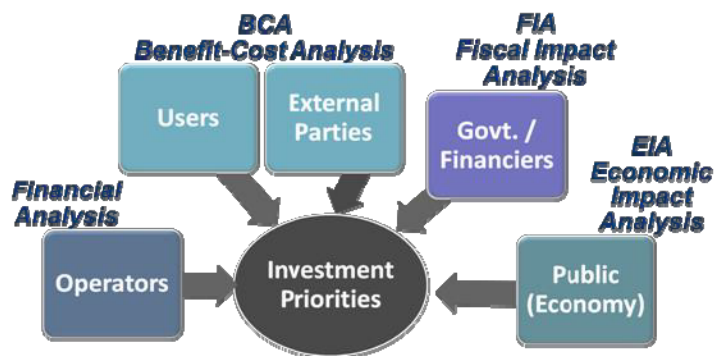 BCA
Benefit-Cost Analysis
FIA
Fiscal Impact
Analysis
Users
External
Parties
Govt. /
Financiers
EIA
Economic
Impact
Analysis
Financial
Analysis
Operators
Investment
Priorities
Public
(Economy)